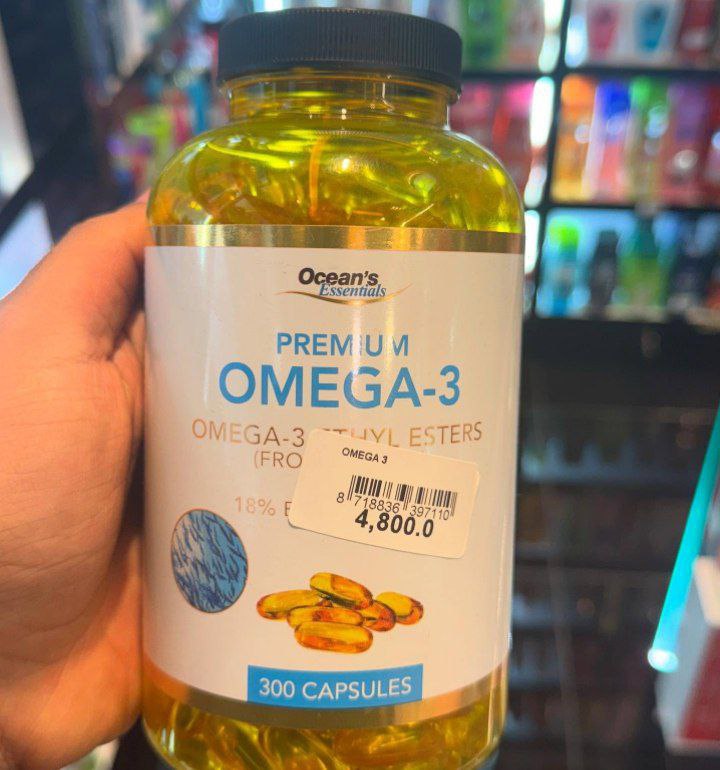 Ocean's
Essentials
PREMIUM
OMEGA-3
OMEGA-3 ETHYL ESTERS
(FRO
18%
OMEGA 3
8 718836 397110
4,800.0
300 CAPSULES